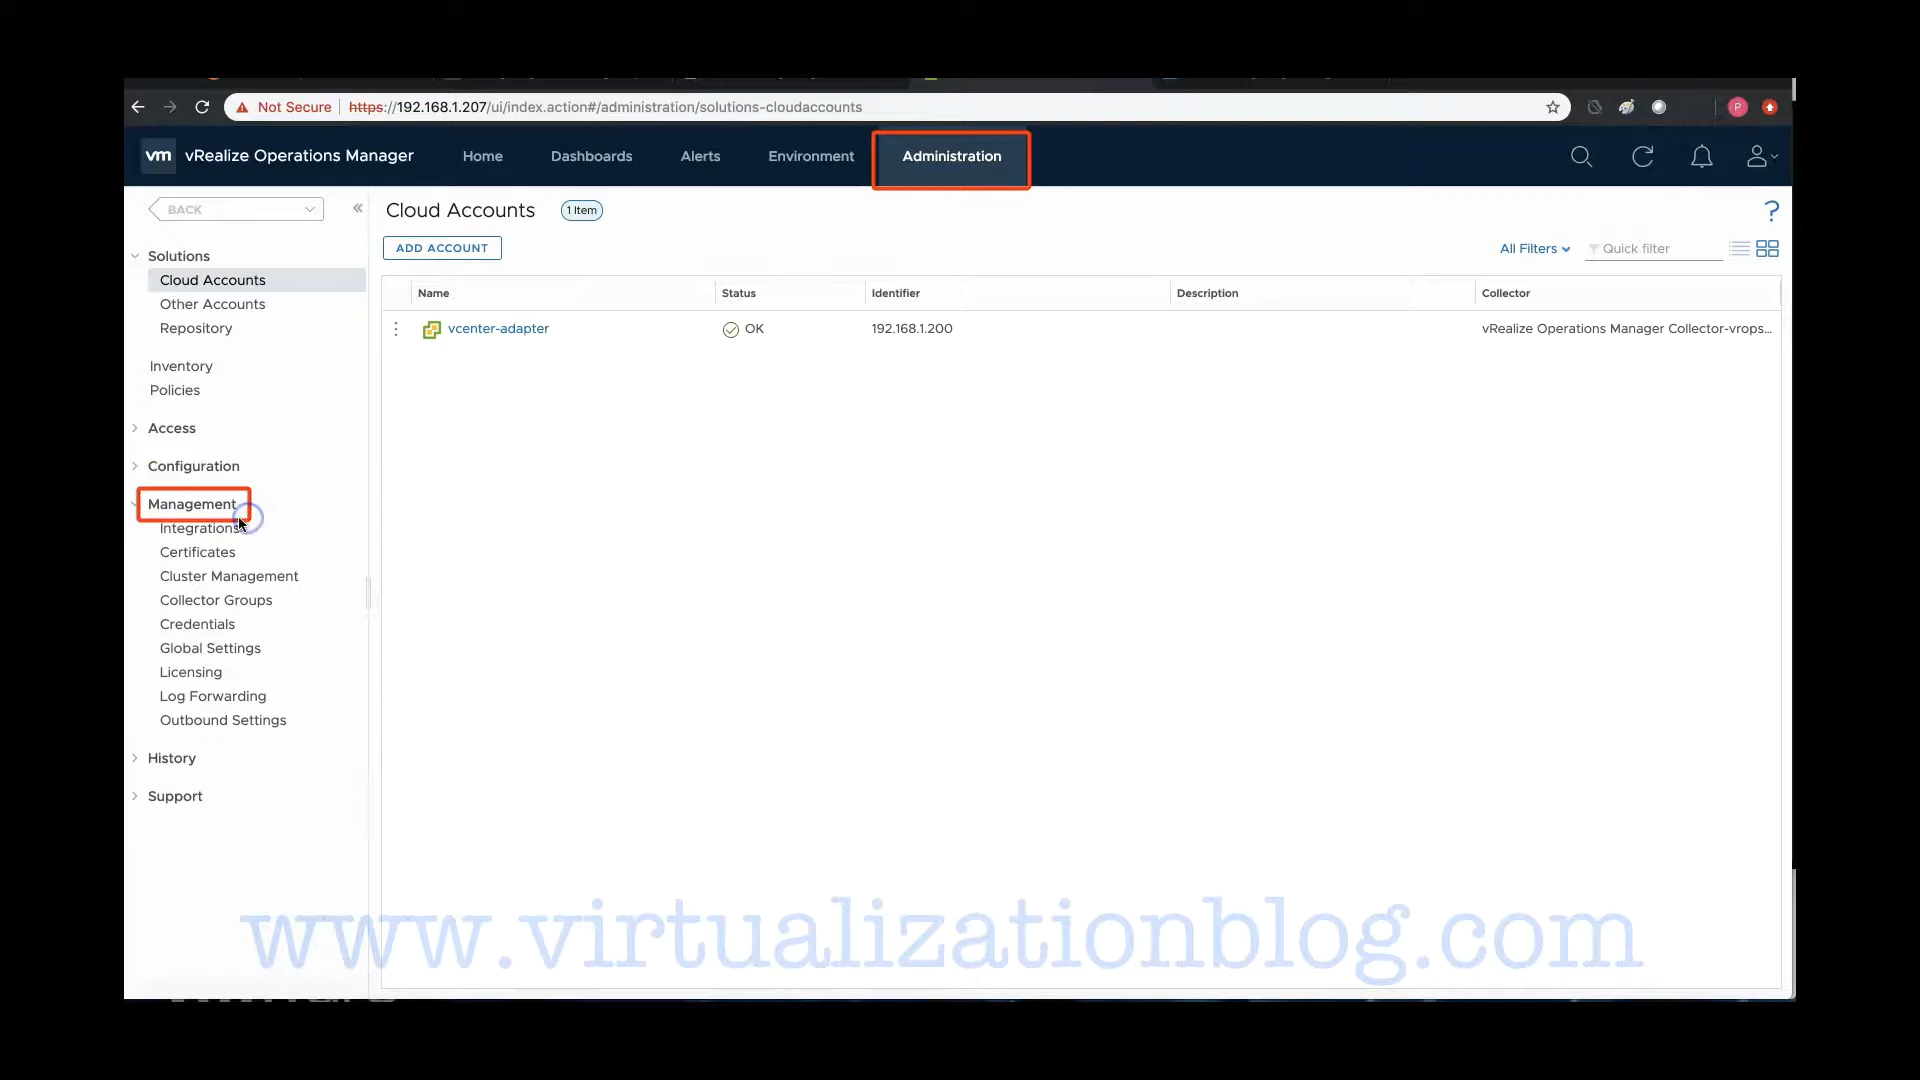 Not Secure https://192.168.1.207/ui/index.action#/administration/solutions-cloudaccounts P
vm vRealize Operations Manager Home Dashboards Alerts Environment Administration
BACK
Cloud Accounts 1 Item ?
ADD ACCOUNT All Filters Quick filter
Solutions
Cloud Accounts
Other Accounts
Repository
Inventory
Policies
Access
Configuration
Management
Integrations
Certificates
Cluster Management
Collector Groups
Credentials
Global Settings
Licensing
Log Forwarding
Outbound Settings
History
Support
Name Status Identifier Description Collector
vcenter-adapter OK 192.168.1.200 vRealize Operations Manager Collector-vrops...
www.virtualizationblog.com